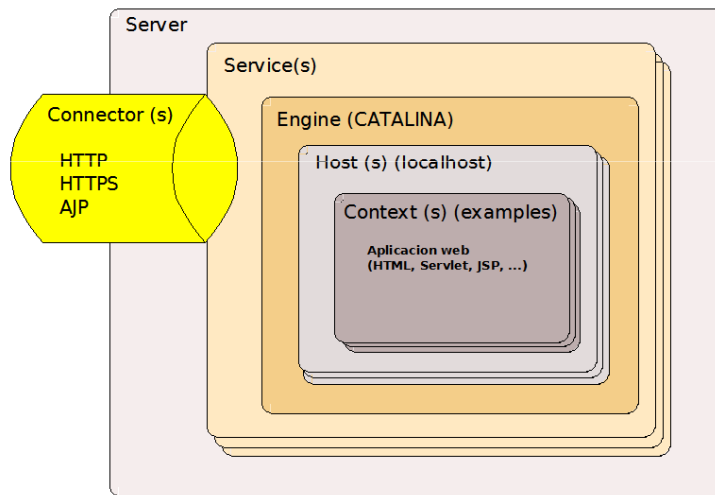 Server
Service(s)
Connector (s)
HTTP
HTTPS
AJP
Engine (CATALINA)
Host (s) (localhost)
Context (s) (examples)
Aplicacion web
(HTML, Servlet, JSP, ...)